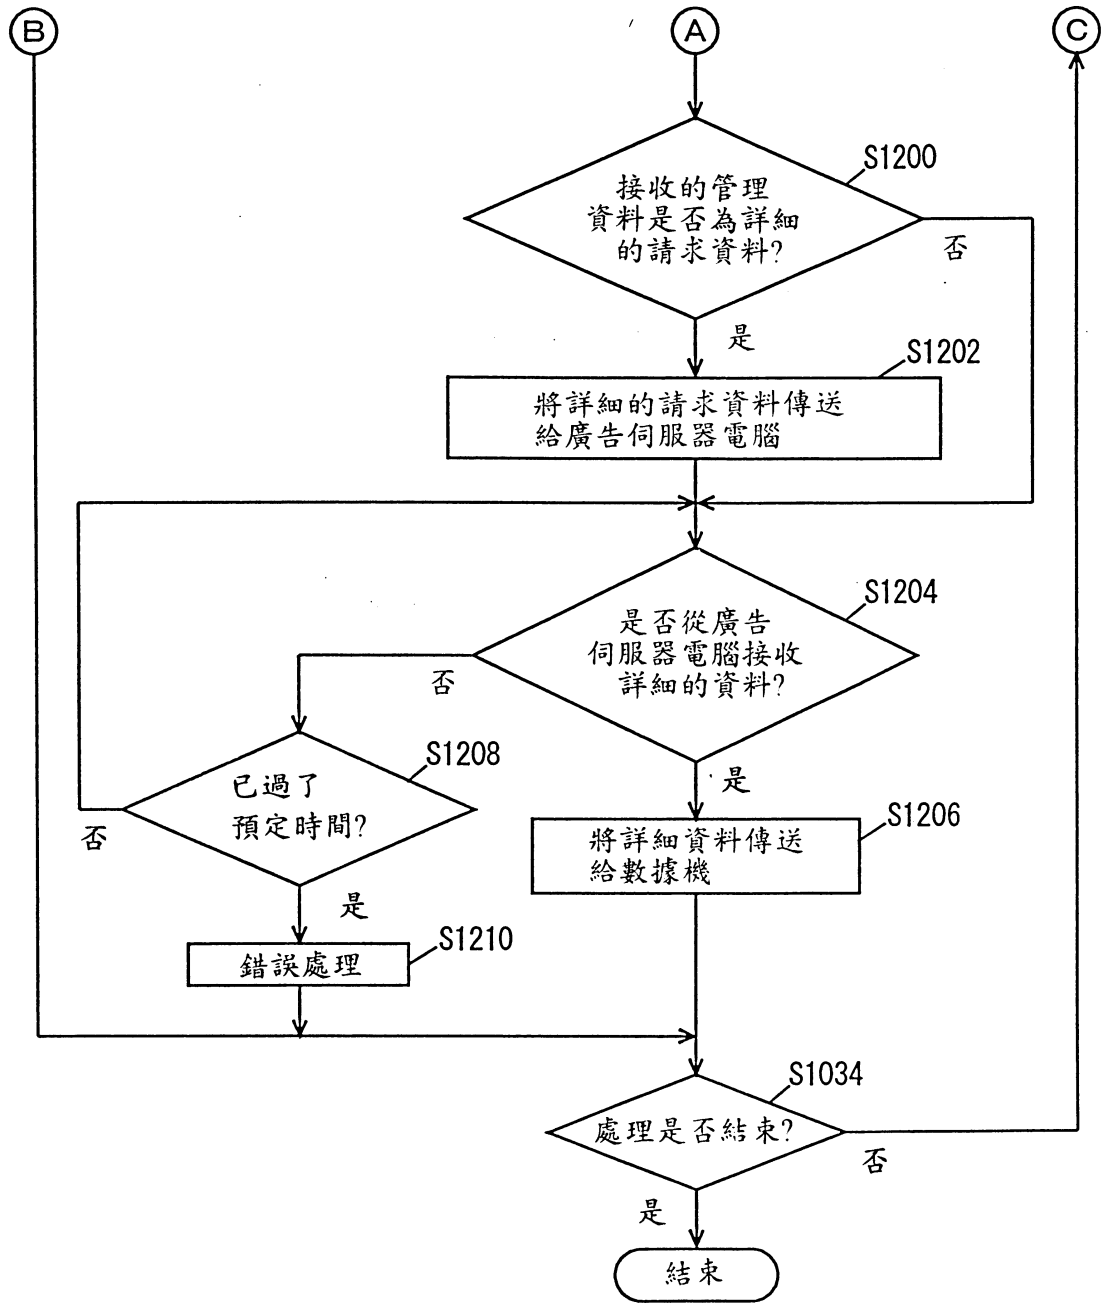 B
A
C
S1200
接收的管理
資料是否為詳細
的請求資料?
否
是
S1202
將詳細的請求資料傳送
給廣告伺服器電腦
S1204
是否從廣告
伺服器電腦接收
詳細的資料?
否
是
S1208
已過了
預定時間?
否
是
S1206
將詳細資料傳送
給數據機
S1210
錯誤處理
S1034
處理是否結束?
否
是
結束